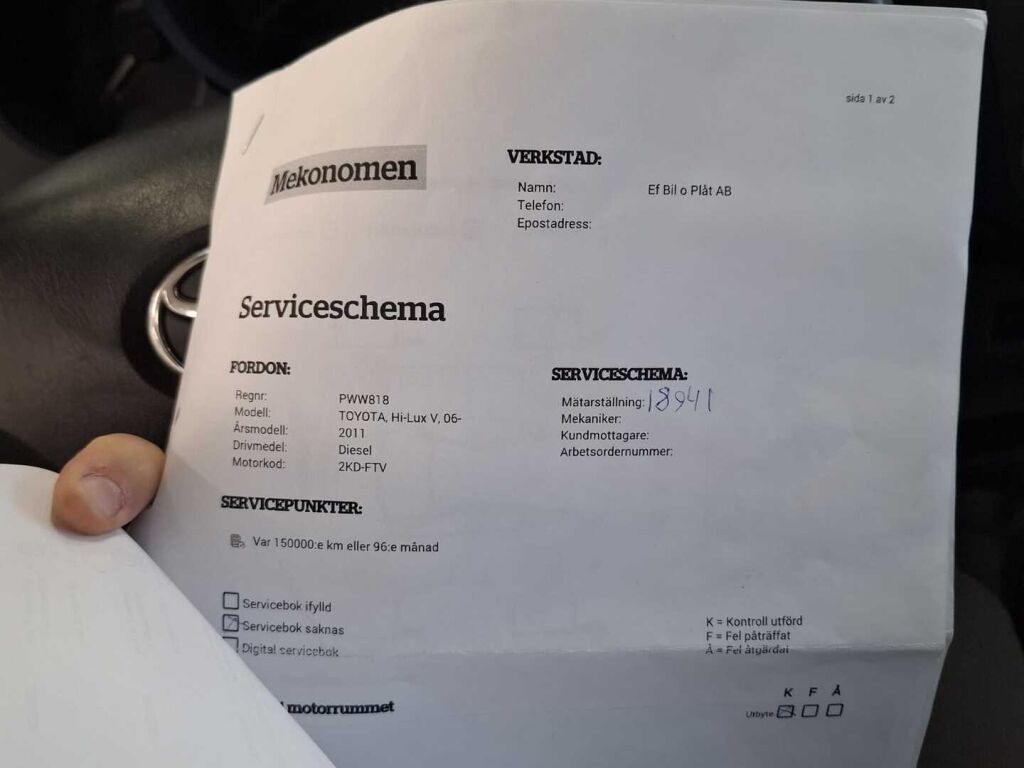 sida 1 av 2
Mekonomen
VERKSTAD:
Namn: Ef Bil o Plåt AB
Telefon:
Epostadress:
Serviceschema
FORDON:
Regnr: PWW818
Modell: TOYOTA, Hi-Lux V, 06-
Årsmodell: 2011
Drivmedel: Diesel
Motorkod: 2KD-FTV
SERVICESCHEMA:
Mätarställning: 18941
Mekaniker:
Kundmottagare:
Arbetsordernummer:
SERVICEPUNKTER:
Var 150000:e km eller 96:e månad
Servicebok ifylld
Servicebok saknas
Digital servicebok
K = Kontroll utförd
F = Fel påträffat
Å = Fel åtgärdat
motorrummet
K F Å
Utbyte